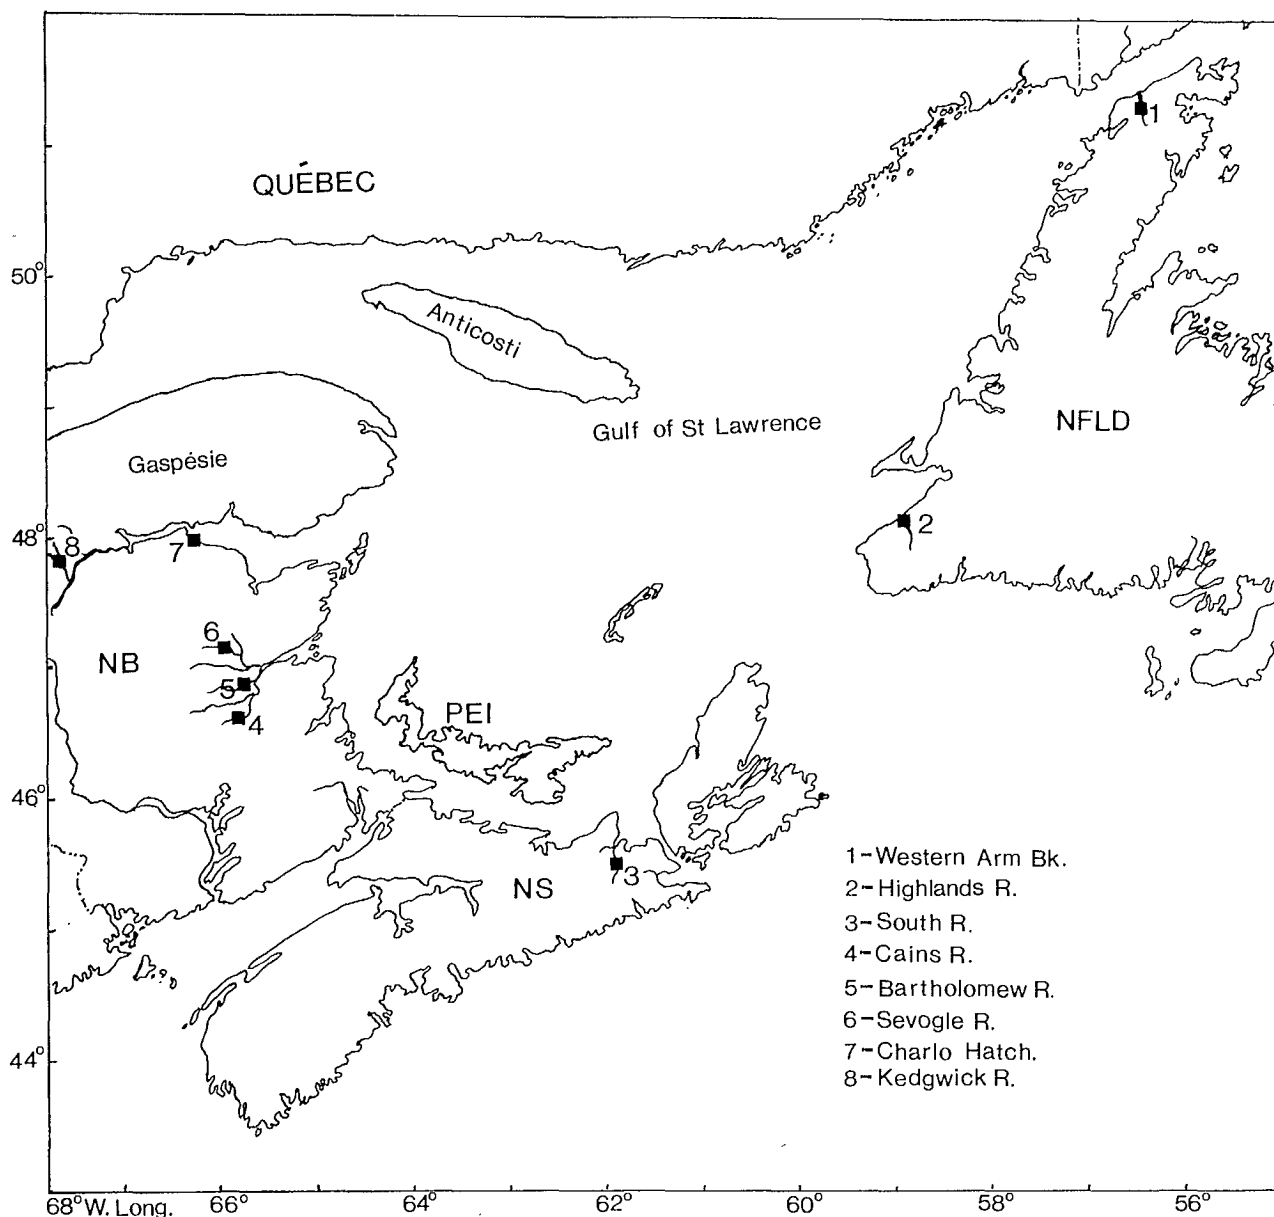 QUÉBEC
1
50°
Anticosti
Gulf of St Lawrence
NFLD
Gaspésie
2
48°
8
7
6
NB
5
4
PEI
46°
3
NS
1-Western Arm Bk.
2-Highlands R.
3-South R.
4-Cains R.
5-Bartholomew R.
6-Sevogle R.
7-Charlo Hatch.
8-Kedgwick R.
44°
68° W. Long. 66° 64° 62° 60° 58° 56°